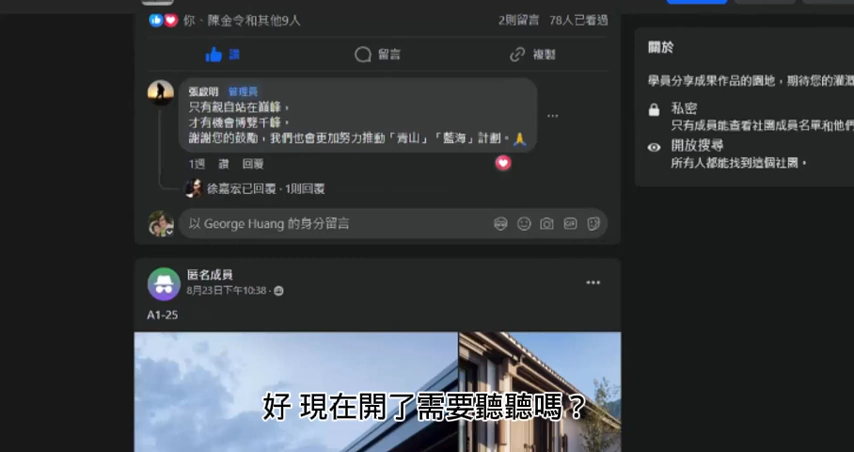 你、陳金令和其他9人
2則留言 78人已看過
讚 留言 複製
張啟明 管理員
只有親自站在巔峰，
才有機會博覽千峰。
謝謝您的鼓勵，我們也會更加努力推動「青山」「藍海」計劃。🙏
1週 讚 回覆
徐嘉宏已回覆 · 1則回覆
以 George Huang 的身分留言
匿名成員
8月23日下午10:38 ·
A1-25
好 現在開了需要聽聽嗎？
關於
學員分享成果作品的園地，期待您的灌溉
私密
只有成員能查看社團成員名單和他們
開放搜尋
所有人都能找到這個社團。